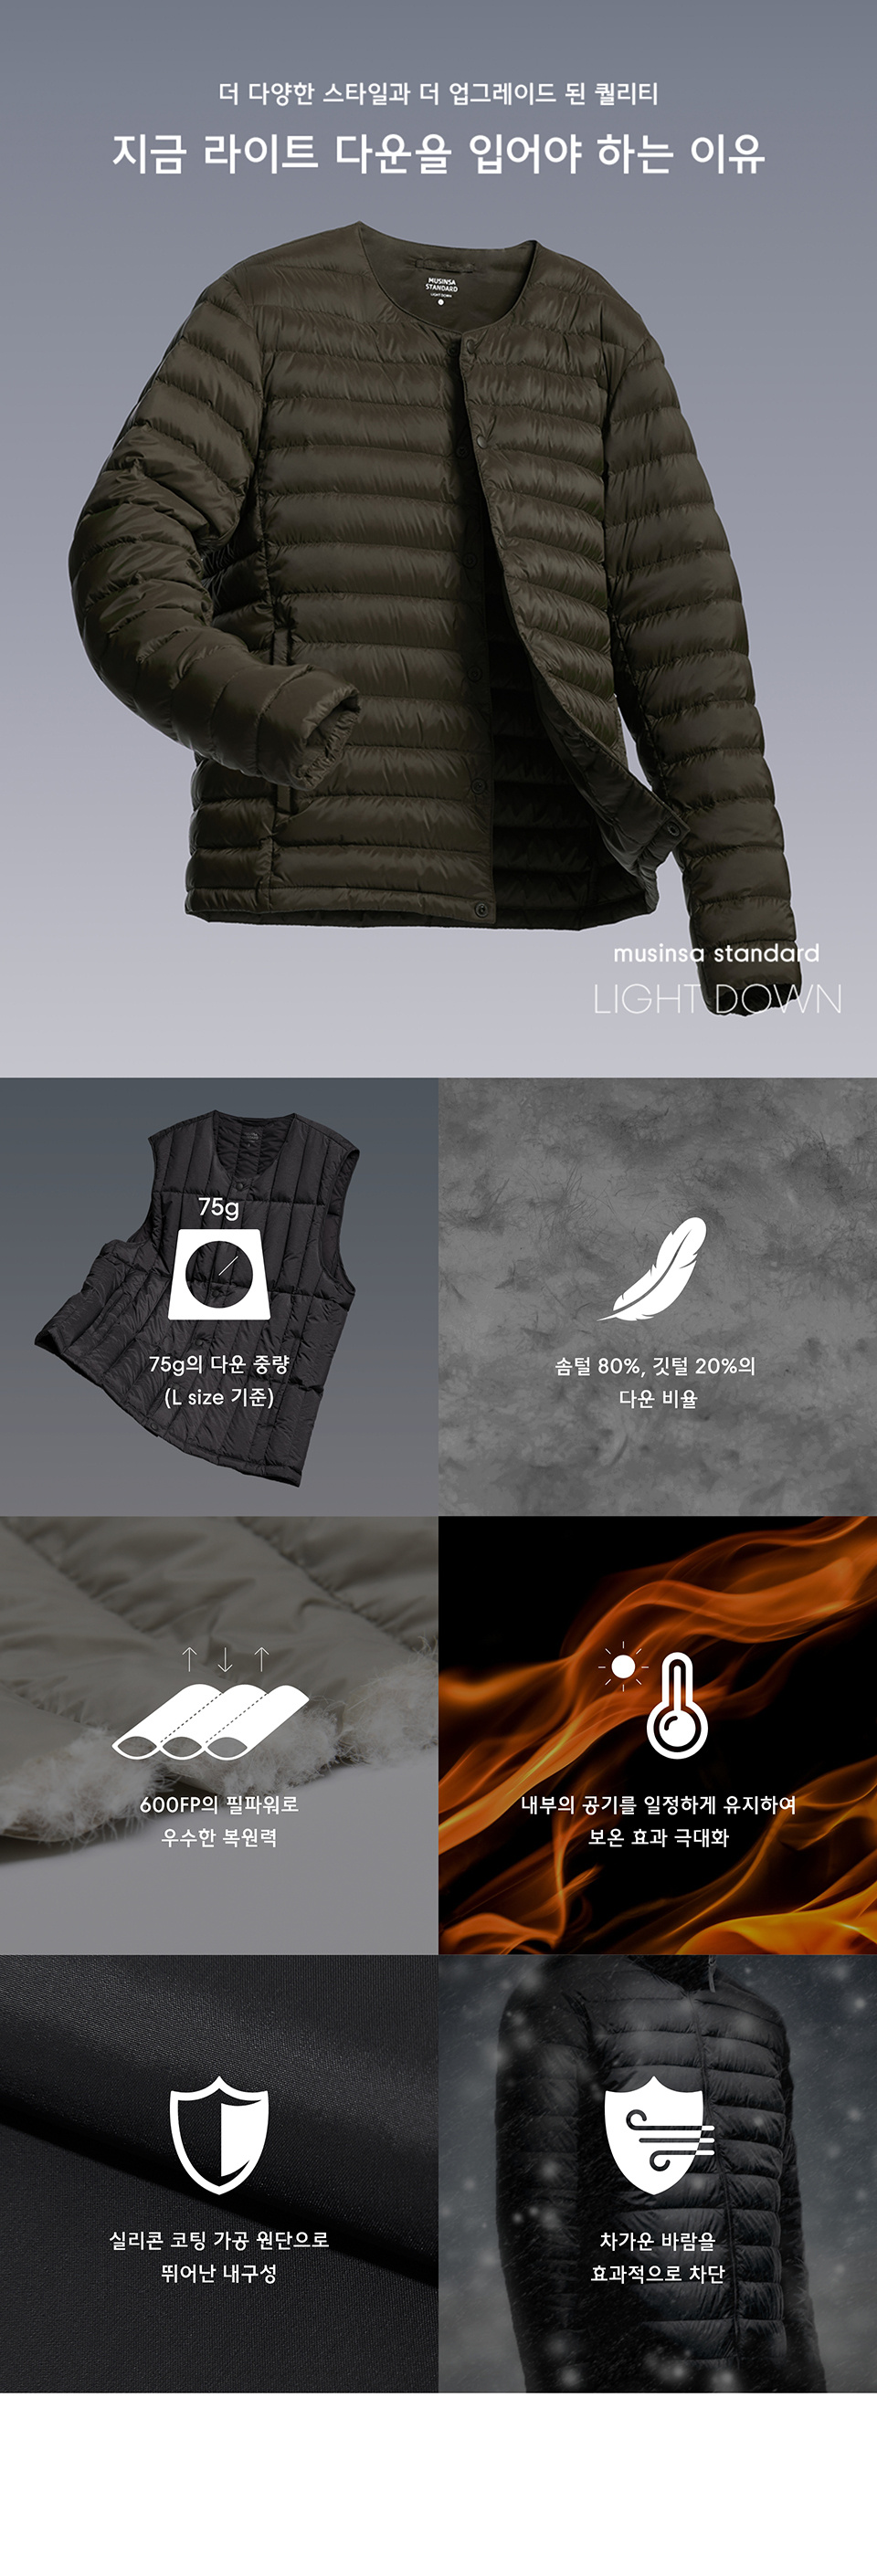 더 다양한 스타일과 더 업그레이드 된 퀄리티
지금 라이트 다운을 입어야 하는 이유
MUSINSA
STANDARD
LIGHT DOWN
musinsa standard
LIGHT DOWN
75g
75g의 다운 중량
(L size 기준)
솜털 80%, 깃털 20%의
다운 비율
600FP의 필파워로
우수한 복원력
내부의 공기를 일정하게 유지하여
보온 효과 극대화
실리콘 코팅 가공 원단으로
뛰어난 내구성
차가운 바람을
효과적으로 차단